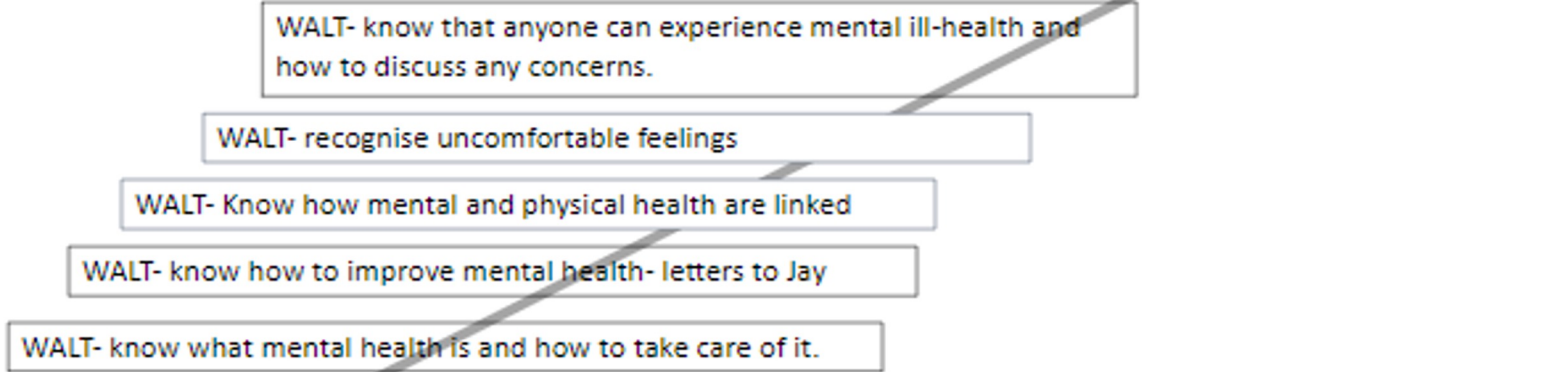 WALT- know that anyone can experience mental ill-health and
how to discuss any concerns.
WALT- recognise uncomfortable feelings
WALT- Know how mental and physical health are linked
WALT- know how to improve mental health- letters to Jay
WALT- know what mental health is and how to take care of it.